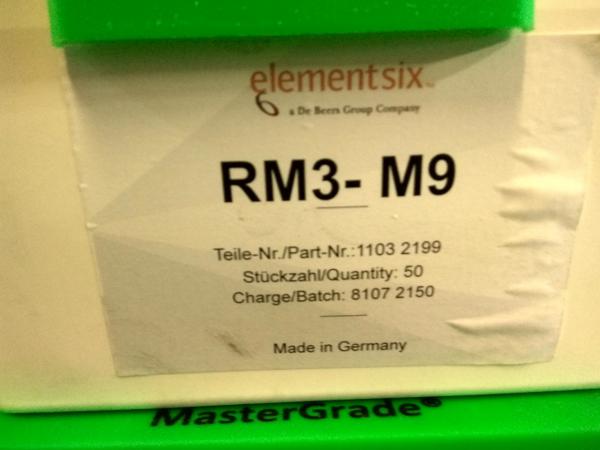 elementsix™
a De Beers Group Company
RM3- M9
Teile-Nr./Part-Nr.:1103 2199
Stückzahl/Quantity: 50
Charge/Batch: 8107 2150
Made in Germany
MasterGrade®